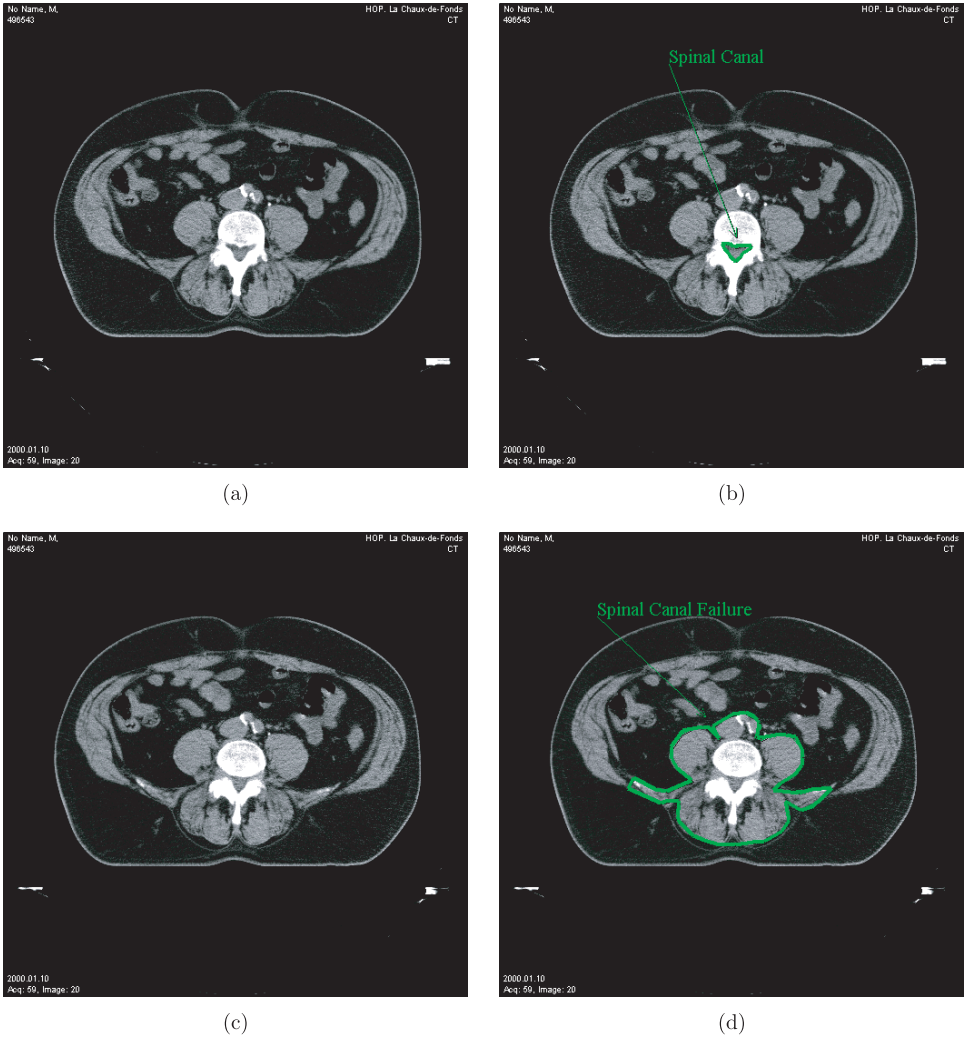 No Name, M,
496543
HOP. La Chaux-de-Fonds
CT
2000.01.10
Acq: 59, Image: 20
(a)
No Name, M,
496543
HOP. La Chaux-de-Fonds
CT
Spinal Canal
2000.01.10
Acq: 59, Image: 20
(b)
No Name, M,
496543
HOP. La Chaux-de-Fonds
CT
2000.01.10
Acq: 59, Image: 20
(c)
No Name, M,
496543
HOP. La Chaux-de-Fonds
CT
Spinal Canal Failure
2000.01.10
Acq: 59, Image: 20
(d)